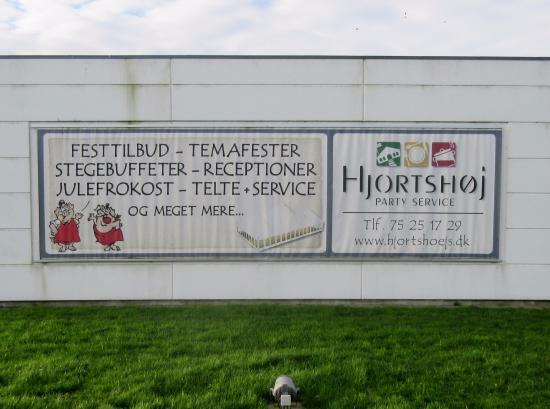 FESTTILBUD - TEMAFESTER
STEGEBUFFETER - RECEPTIONER
JULEFROKOST - TELTE + SERVICE
OG MEGET MERE...
HJORTSHØJ
PARTY SERVICE
Tlf. 75 25 17 29
www.hjortshoejs.dk